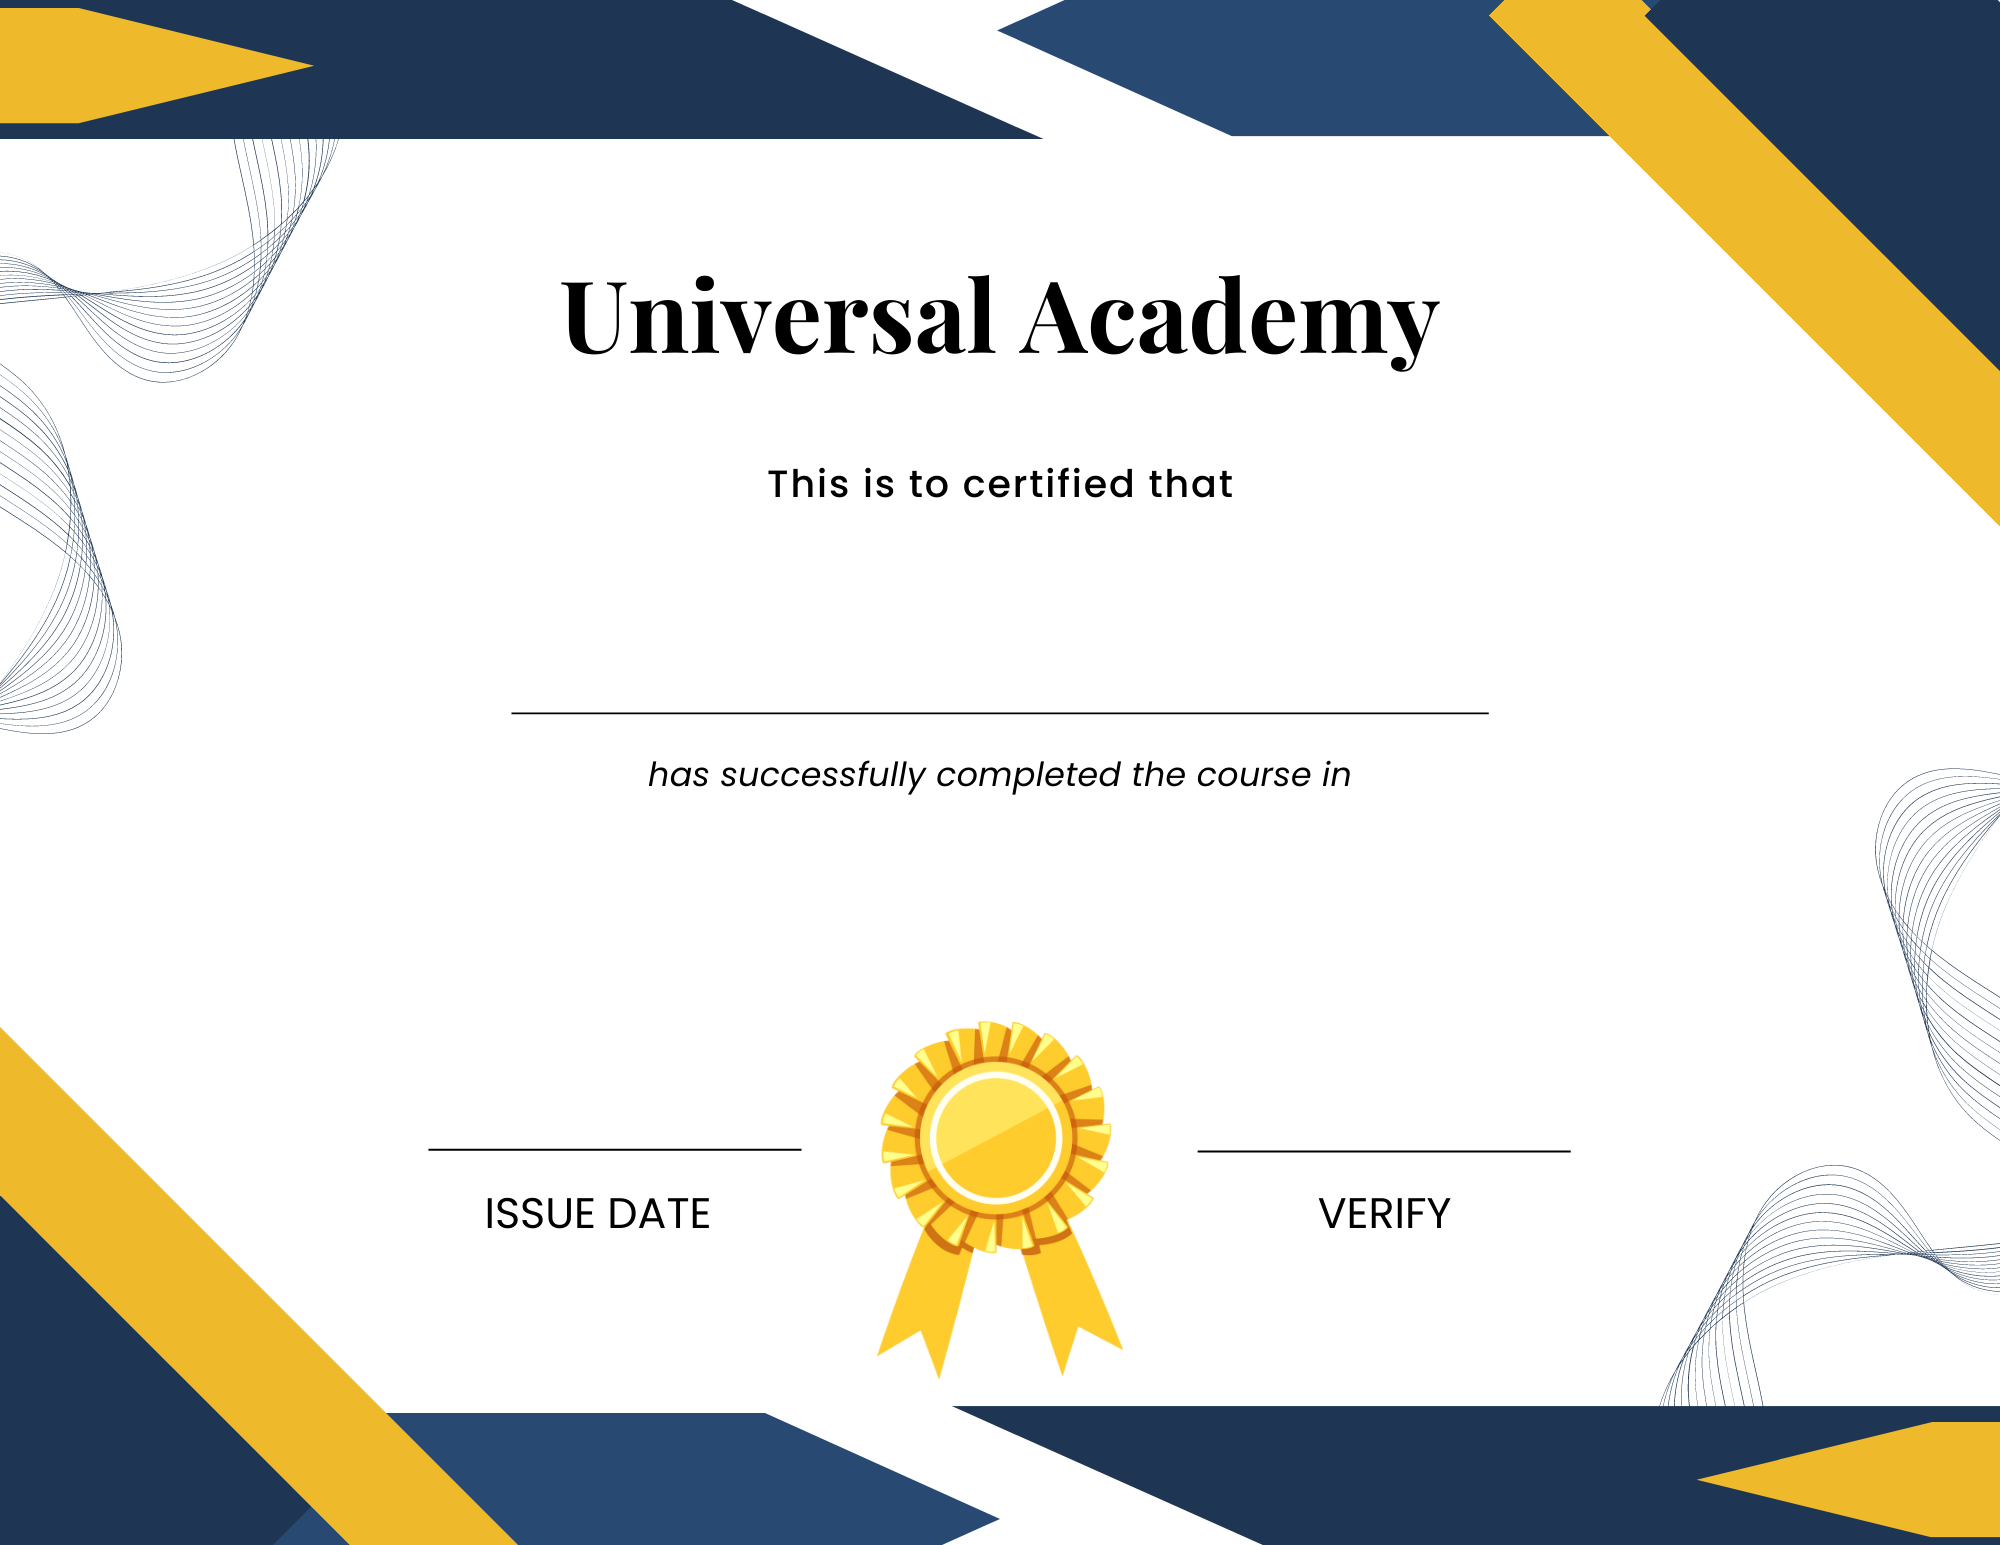 Universal Academy
This is to certified that
has successfully completed the course in
ISSUE DATE
VERIFY